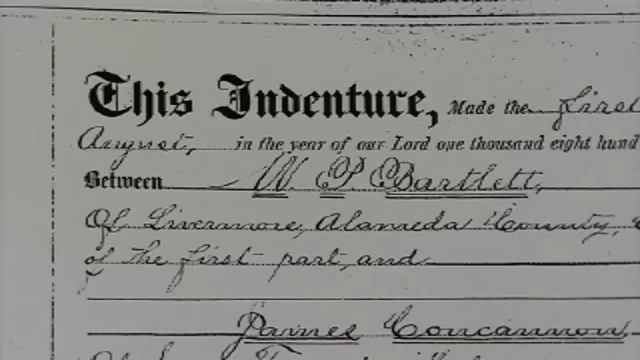 This Indenture, Made the first
August, in the year of our Lord one thousand eight hund
Between W. P. Bartlett,
Of Livermore, Alameda County,
of the first part, and
James Concannon,